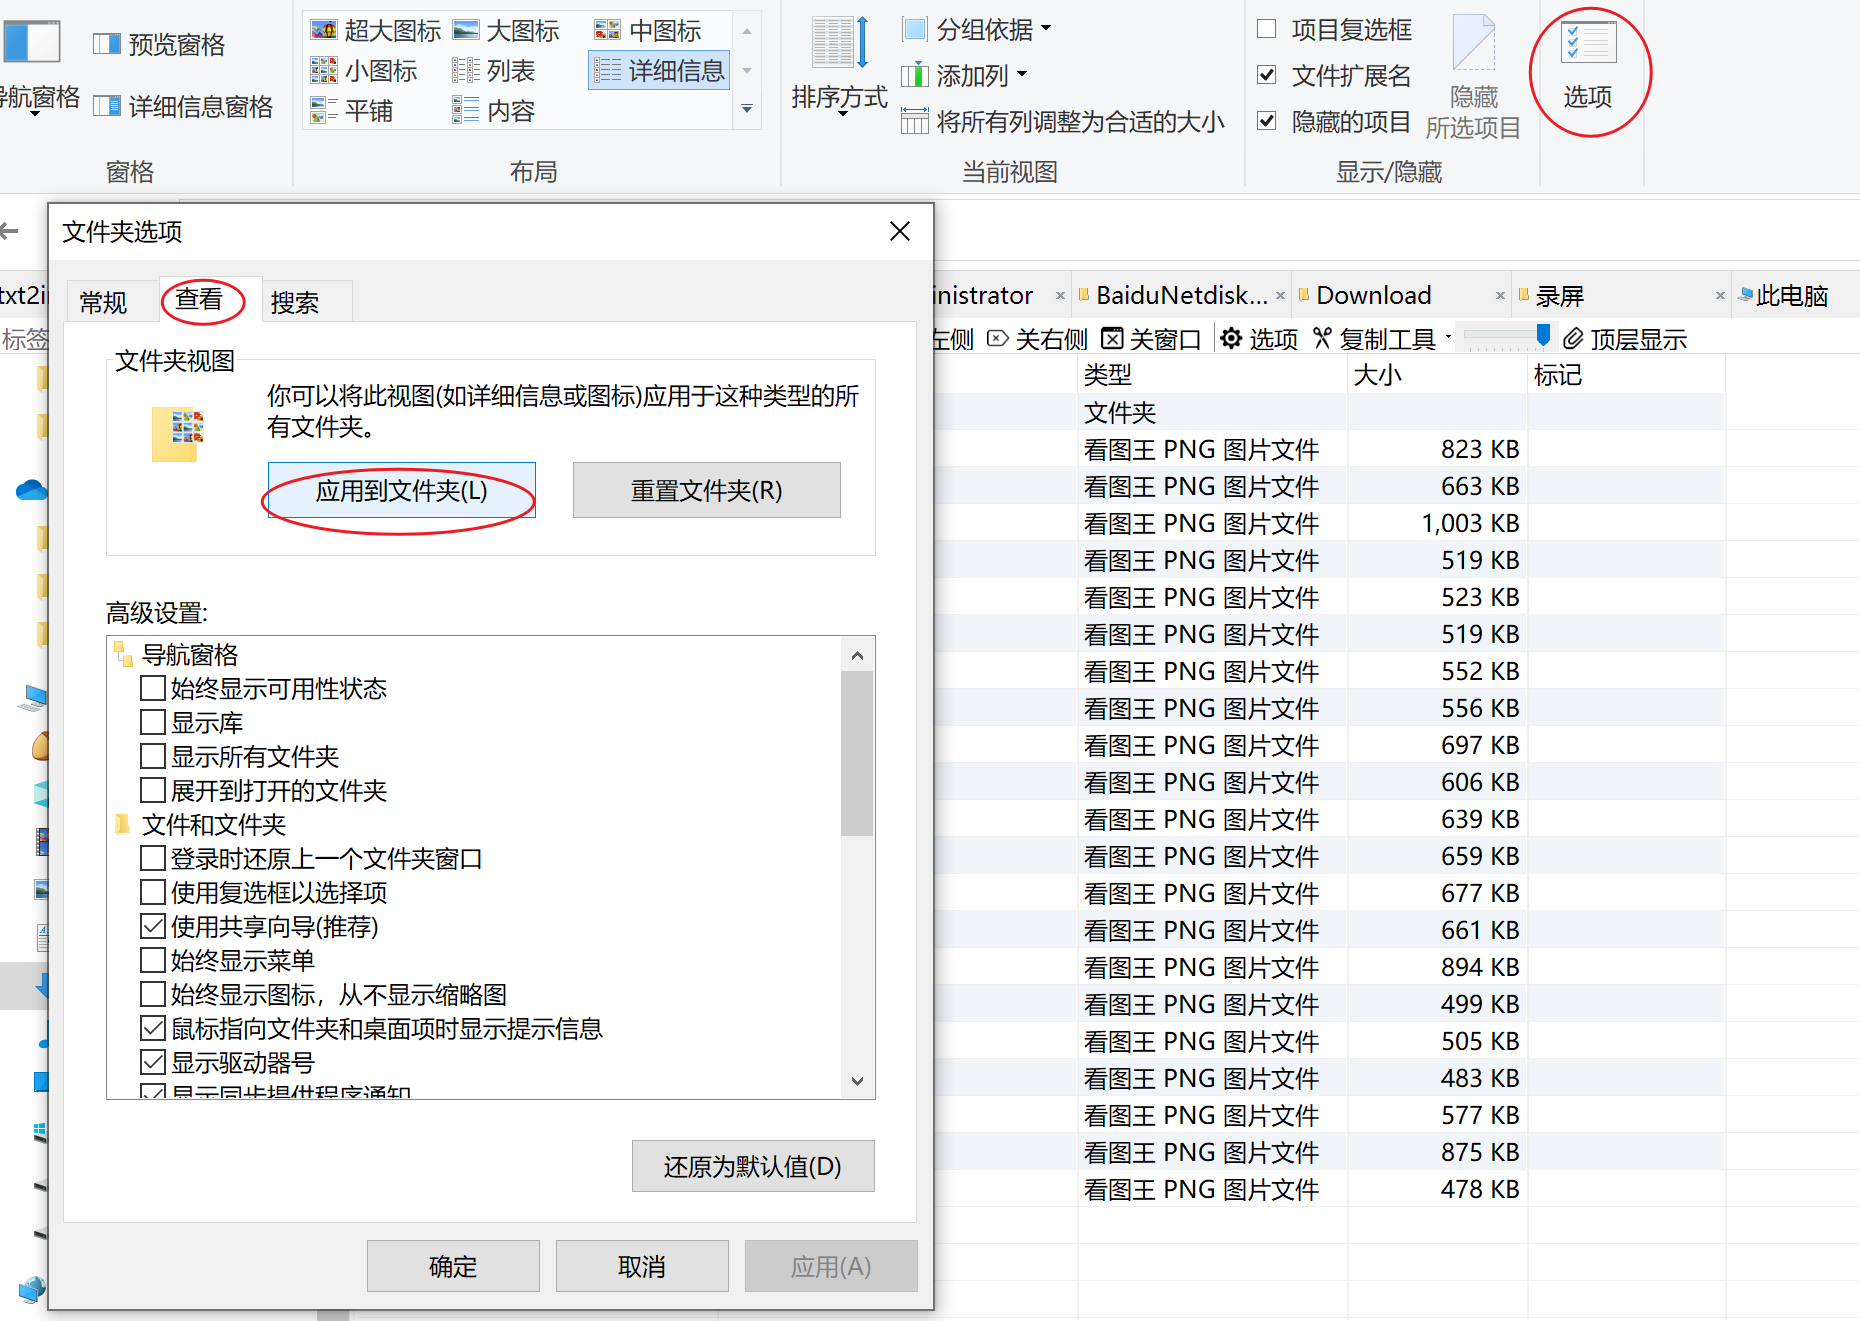 预览窗格
导航窗格
详细信息窗格
窗格
超大图标 大图标 中图标
小图标 列表 详细信息
平铺 内容
布局
排序方式
分组依据
添加列
将所有列调整为合适的大小
当前视图
项目复选框
文件扩展名
隐藏的项目
隐藏
所选项目
显示/隐藏
选项
文件夹选项
常规 查看 搜索
文件夹视图
你可以将此视图(如详细信息或图标)应用于这种类型的所
有文件夹。
应用到文件夹(L) 重置文件夹(R)
高级设置:
导航窗格
始终显示可用性状态
显示库
显示所有文件夹
展开到打开的文件夹
文件和文件夹
登录时还原上一个文件夹窗口
使用复选框以选择项
使用共享向导(推荐)
始终显示菜单
始终显示图标，从不显示缩略图
鼠标指向文件夹和桌面项时显示提示信息
显示驱动器号
显示同步提供程序通知
还原为默认值(D)
确定 取消 应用(A)
txt2i
标签
inistrator BaiduNetdisk... Download 录屏 此电脑
左侧 关右侧 关窗口 选项 复制工具 顶层显示
类型 大小 标记
文件夹
看图王 PNG 图片文件 823 KB
看图王 PNG 图片文件 663 KB
看图王 PNG 图片文件 1,003 KB
看图王 PNG 图片文件 519 KB
看图王 PNG 图片文件 523 KB
看图王 PNG 图片文件 519 KB
看图王 PNG 图片文件 552 KB
看图王 PNG 图片文件 556 KB
看图王 PNG 图片文件 697 KB
看图王 PNG 图片文件 606 KB
看图王 PNG 图片文件 639 KB
看图王 PNG 图片文件 659 KB
看图王 PNG 图片文件 677 KB
看图王 PNG 图片文件 661 KB
看图王 PNG 图片文件 894 KB
看图王 PNG 图片文件 499 KB
看图王 PNG 图片文件 505 KB
看图王 PNG 图片文件 483 KB
看图王 PNG 图片文件 577 KB
看图王 PNG 图片文件 875 KB
看图王 PNG 图片文件 478 KB